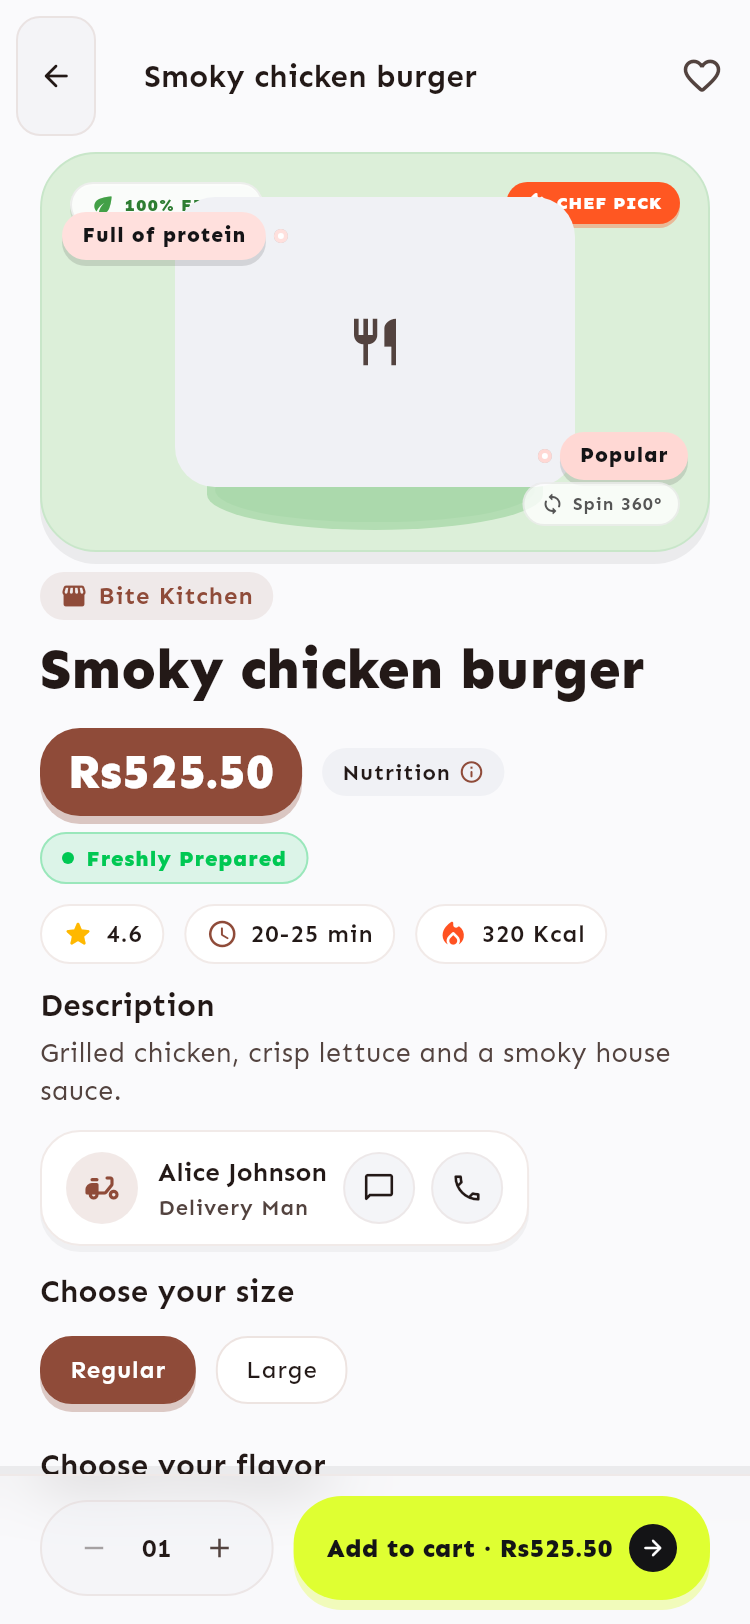 Smoky chicken burger
100%
CHEF PICK
Full of protein
Popular
Spin 360°
Bite Kitchen
Smoky chicken burger
Rs525.50
Nutrition
Freshly Prepared
4.6
20-25 min
320 Kcal
Description
Grilled chicken, crisp lettuce and a smoky house
sauce.
Alice Johnson
Delivery Man
Choose your size
Regular
Large
Choose your flavor
01
Add to cart · Rs525.50